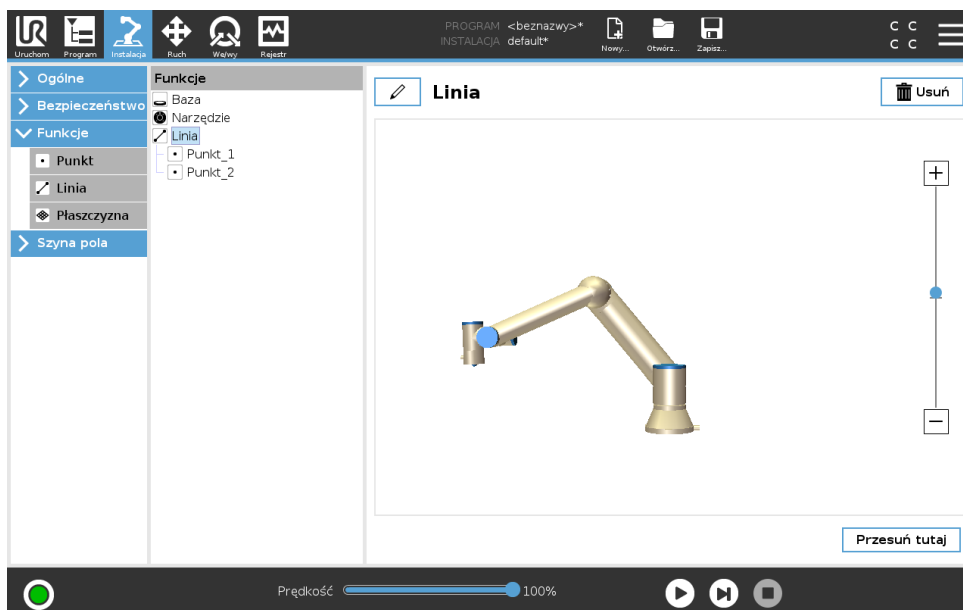 PROGRAM <beznazwy>*
INSTALACJA default*
Uruchom Program Instalacja Ruch We/wy Rejestr
Nowy... Otwórz... Zapisz...
C C
C C
Ogólne
Bezpieczeństwo
Funkcje
Punkt
Linia
Płaszczyzna
Szyna pola
Funkcje
Baza
Narzędzie
Linia
Punkt_1
Punkt_2
Linia
Usuń
Przesuń tutaj
Prędkość 100%